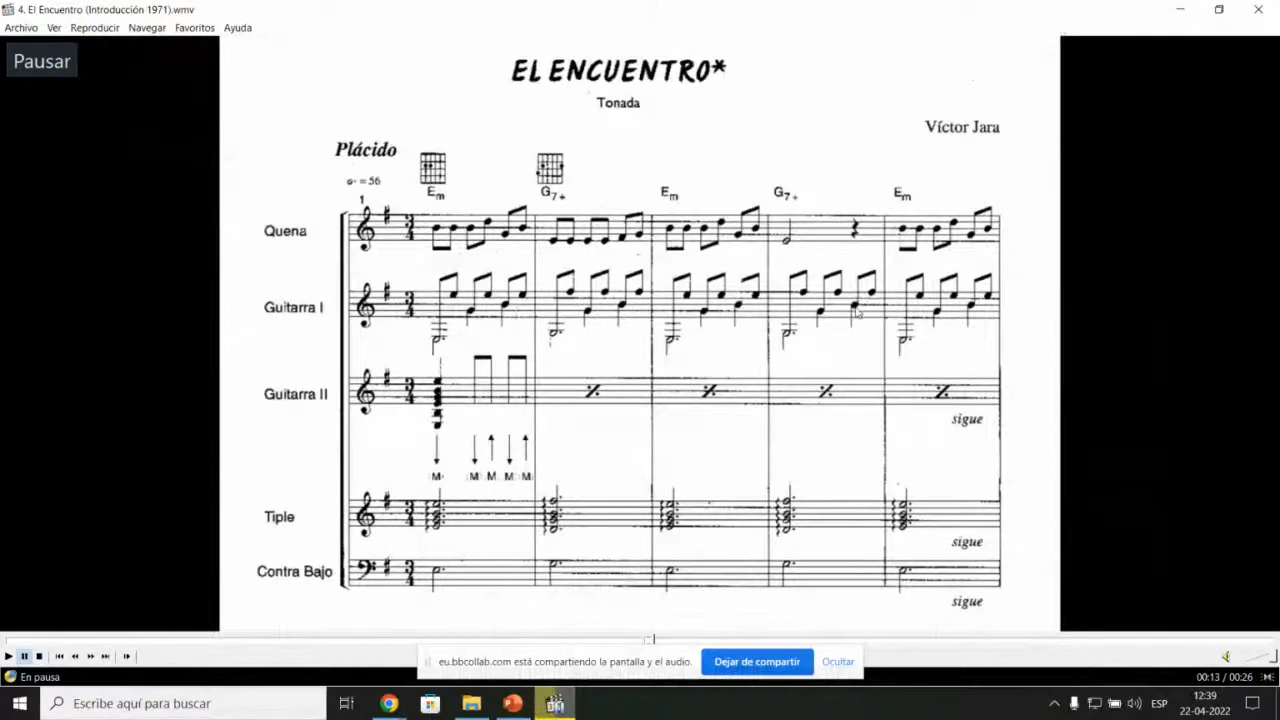 4. El Encuentro (Introducción 1971).wmv
Archivo Ver Reproducir Navegar Favoritos Ayuda
Pausar
EL ENCUENTRO*
Tonada
Víctor Jara
Plácido
= 56
1
Em G7+ Em G7+ Em
Quena
Guitarra I
Guitarra II
sigue
M M M M M
Tiple
sigue
Contra Bajo
sigue
eu.bbcollab.com está compartiendo la pantalla y el audio. Dejar de compartir Ocultar
En pausa
00:13 / 00:26
Escribe aquí para buscar
ESP
12:39
22-04-2022